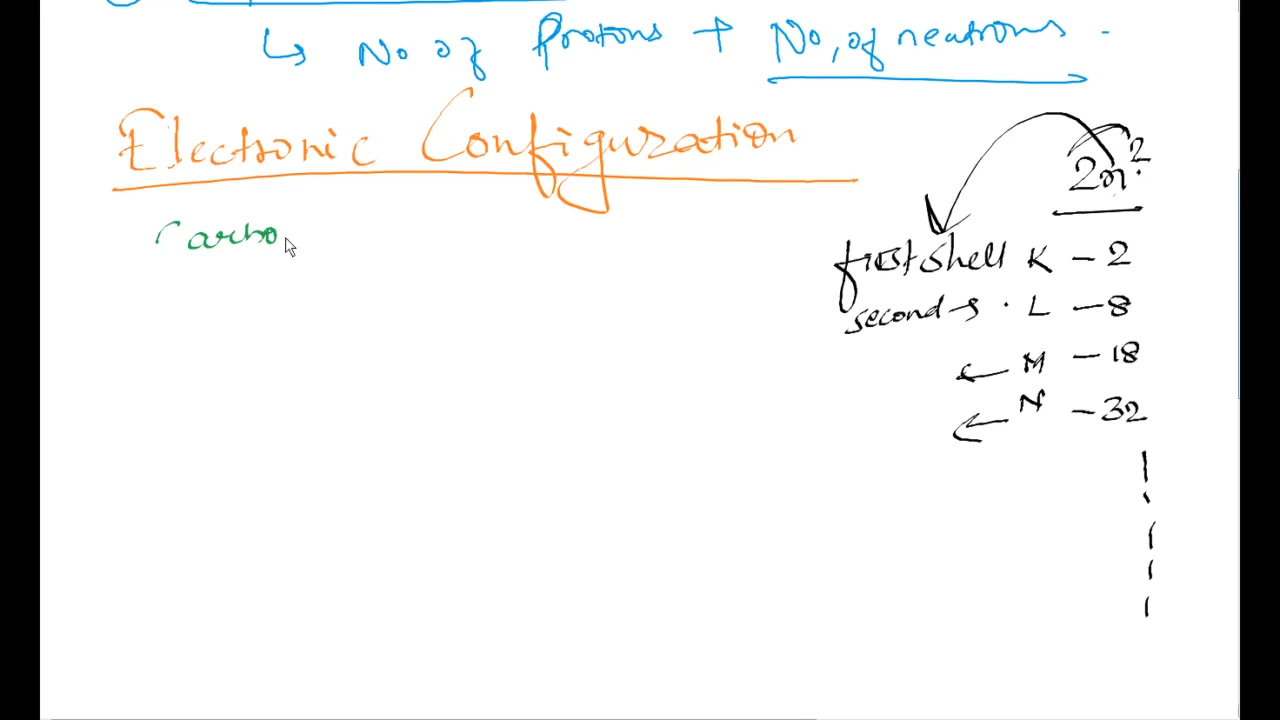 ↳ No of Protons + No, of neutrons .
Electronic Configuration
2n²
Carbo
first shell K - 2
second s . L - 8
← M - 18
← N - 32